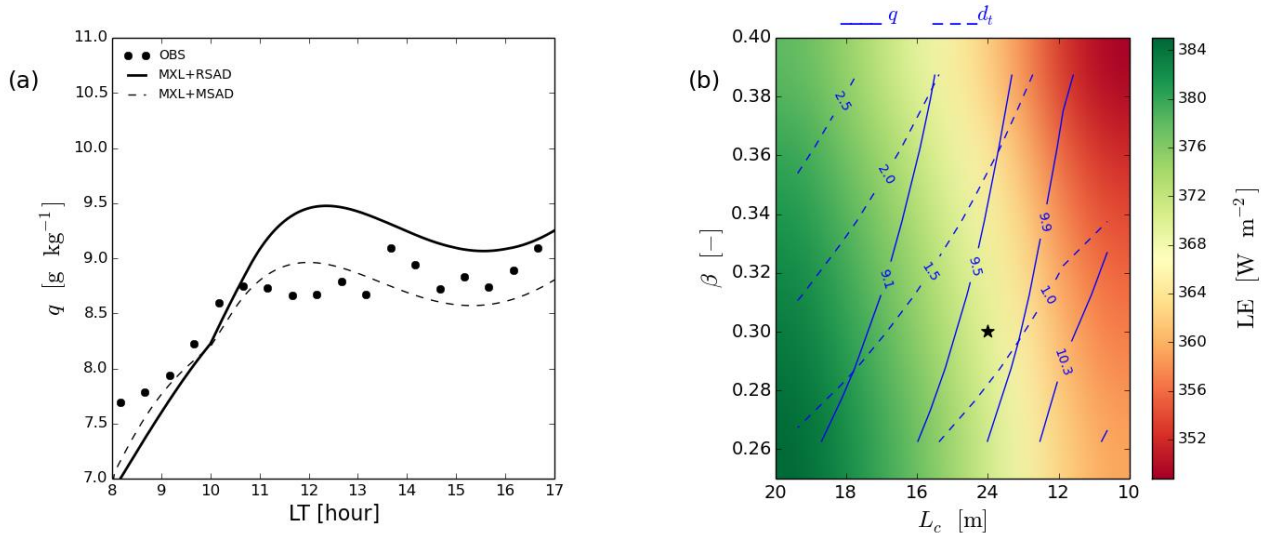 (a)
OBS
MXL+RSAD
MXL+MSAD
11.0
10.5
10.0
9.5
9.0
8.5
8.0
7.5
7.0
q [g kg⁻¹]
8 9 10 11 12 13 14 15 16 17
LT [hour]
(b)
q d_t
0.40
0.38
0.36
0.34
0.32
0.30
0.28
0.26
β [−]
2.5
2.0
1.5
1.0
9.1
9.5
9.9
10.3
20 18 16 24 12 10
L_c [m]
384
380
376
372
368
364
360
356
352
LE [W m⁻²]